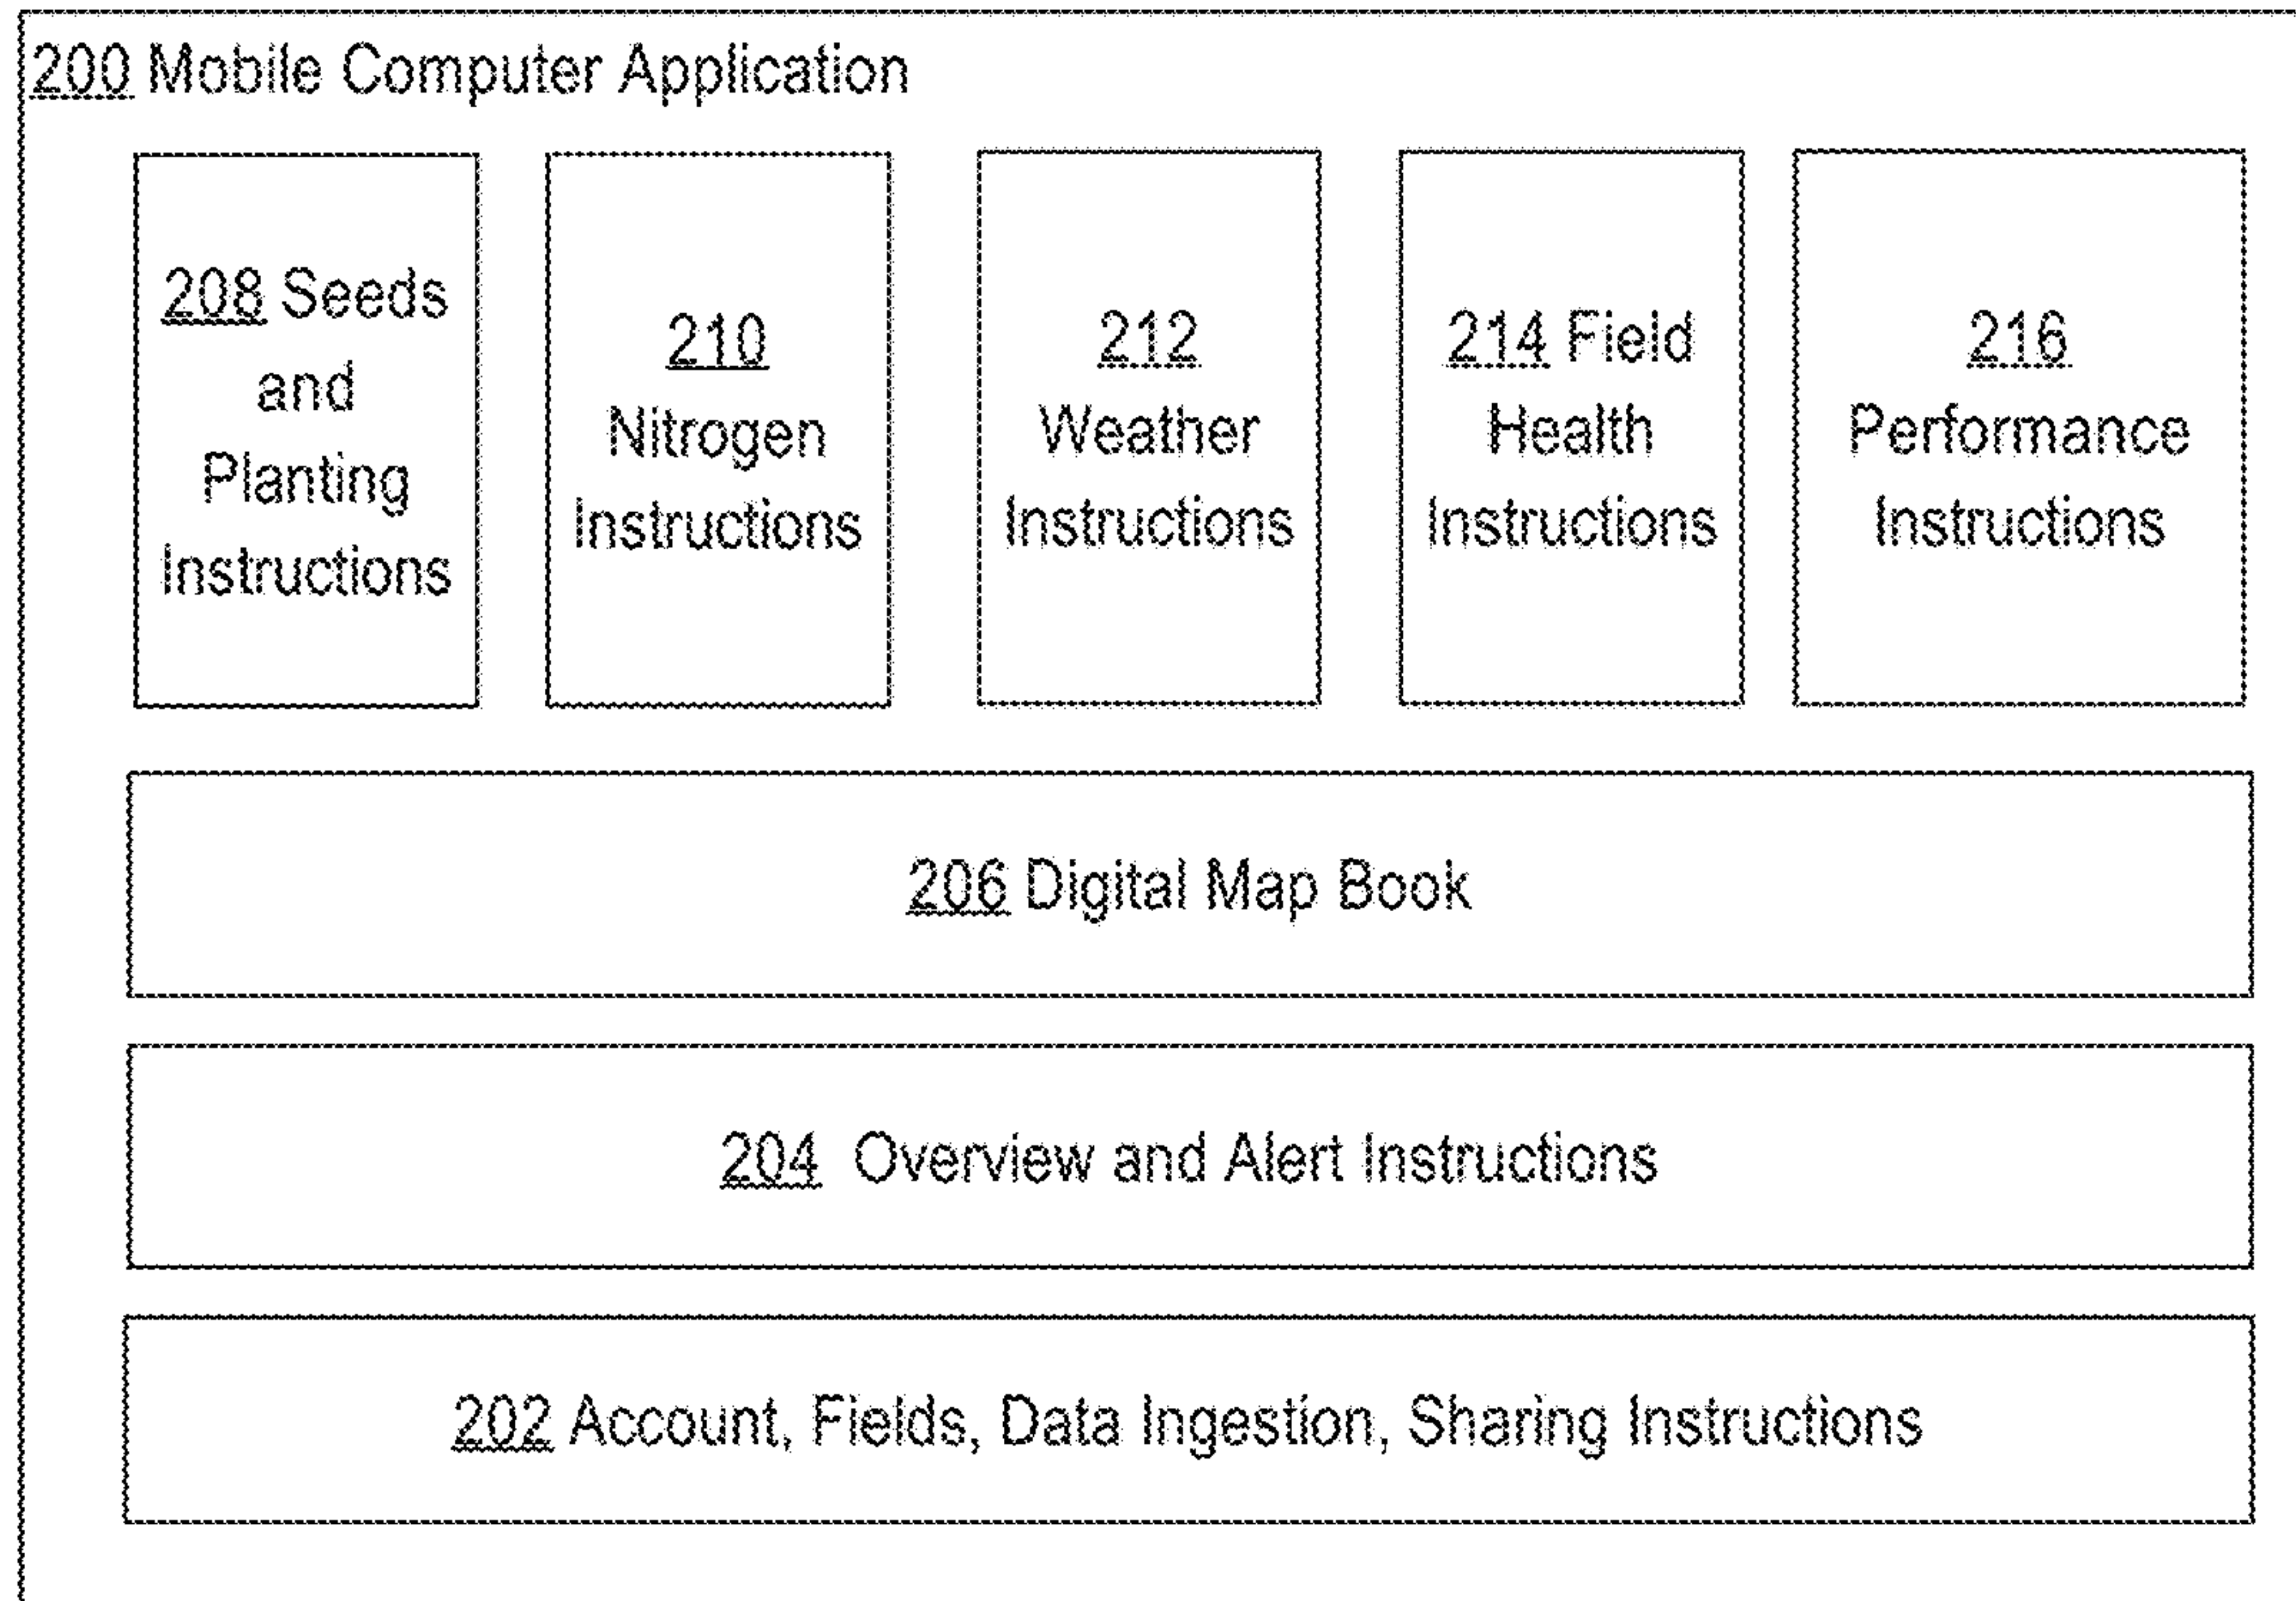 200 Mobile Computer Application
208 Seeds
and
Planting
Instructions
210
Nitrogen
Instructions
212
Weather
Instructions
214 Field
Health
Instructions
216
Performance
Instructions
206 Digital Map Book
204 Overview and Alert Instructions
202 Account, Fields, Data Ingestion, Sharing Instructions